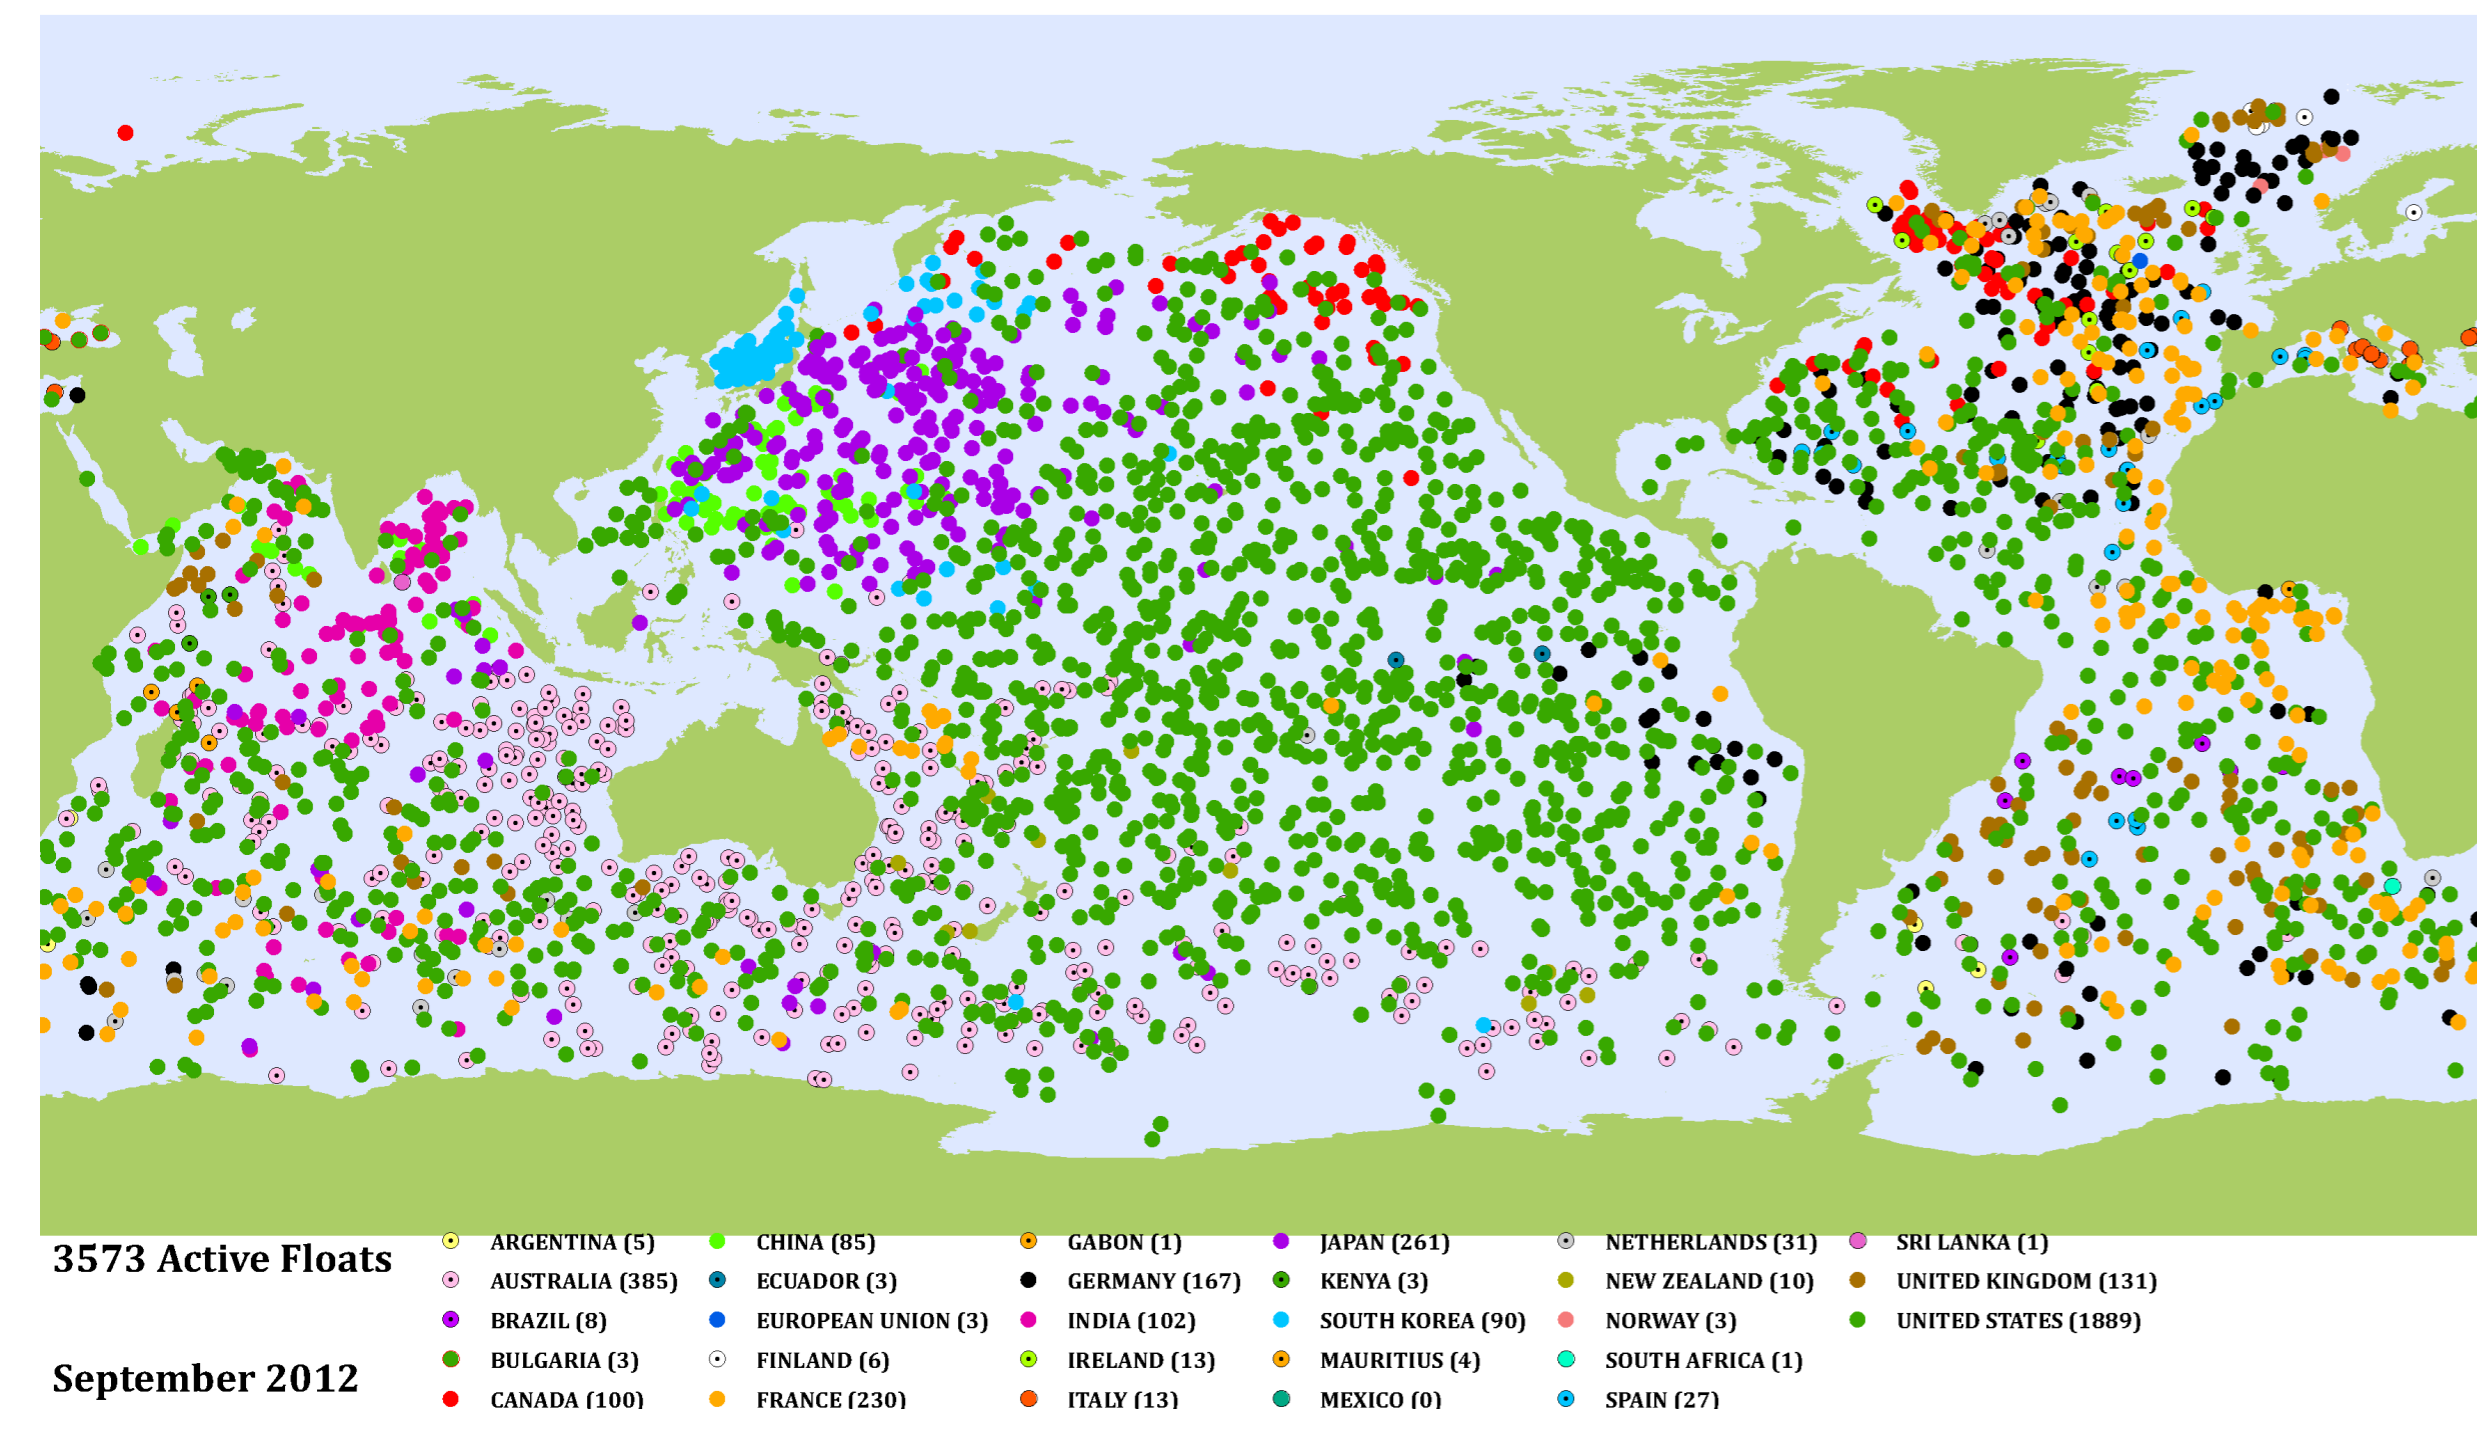 3573 Active Floats
September 2012
ARGENTINA (5)
AUSTRALIA (385)
BRAZIL (8)
BULGARIA (3)
CANADA (100)
CHINA (85)
ECUADOR (3)
EUROPEAN UNION (3)
FINLAND (6)
FRANCE (230)
GABON (1)
GERMANY (167)
INDIA (102)
IRELAND (13)
ITALY (13)
JAPAN (261)
KENYA (3)
SOUTH KOREA (90)
MAURITIUS (4)
MEXICO (0)
NETHERLANDS (31)
NEW ZEALAND (10)
NORWAY (3)
SOUTH AFRICA (1)
SPAIN (27)
SRI LANKA (1)
UNITED KINGDOM (131)
UNITED STATES (1889)